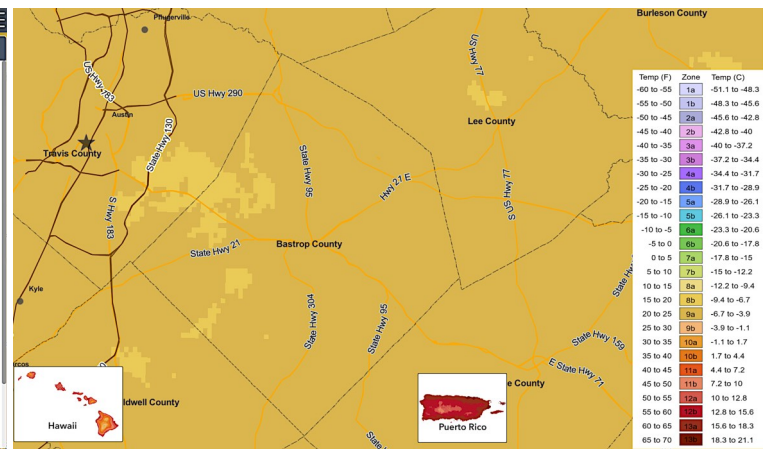 Pflugerville
Burleson County
US Hwy 77
US Hwy 183
US Hwy 290
Austin
Lee County
State Hwy 130
Travis County
State Hwy 95
Hwy 21 E
S US Hwy 77
S Hwy 183
State Hwy 21
Bastrop County
Kyle
State Hwy 304
State Hwy 95
State Hwy 159
E State Hwy 71
e County
ldwell County
Hawaii
Puerto Rico
State
State Hw
Temp (F) Zone Temp (C)
-60 to -55 1a -51.1 to -48.3
-55 to -50 1b -48.3 to -45.6
-50 to -45 2a -45.6 to -42.8
-45 to -40 2b -42.8 to -40
-40 to -35 3a -40 to -37.2
-35 to -30 3b -37.2 to -34.4
-30 to -25 4a -34.4 to -31.7
-25 to -20 4b -31.7 to -28.9
-20 to -15 5a -28.9 to -26.1
-15 to -10 5b -26.1 to -23.3
-10 to -5 6a -23.3 to -20.6
-5 to 0 6b -20.6 to -17.8
0 to 5 7a -17.8 to -15
5 to 10 7b -15 to -12.2
10 to 15 8a -12.2 to -9.4
15 to 20 8b -9.4 to -6.7
20 to 25 9a -6.7 to -3.9
25 to 30 9b -3.9 to -1.1
30 to 35 10a -1.1 to 1.7
35 to 40 10b 1.7 to 4.4
40 to 45 11a 4.4 to 7.2
45 to 50 11b 7.2 to 10
50 to 55 12a 10 to 12.8
55 to 60 12b 12.8 to 15.6
60 to 65 13a 15.6 to 18.3
65 to 70 13b 18.3 to 21.1